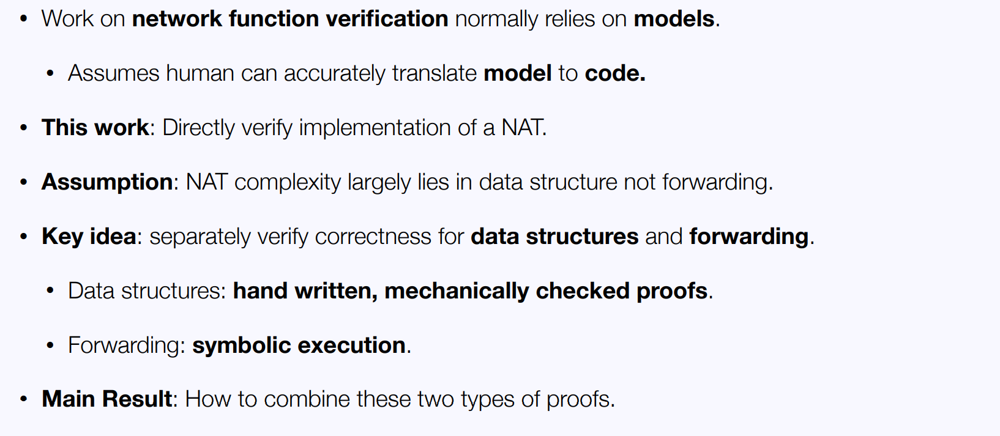 • Work on network function verification normally relies on models.
• Assumes human can accurately translate model to code.
• This work: Directly verify implementation of a NAT.
• Assumption: NAT complexity largely lies in data structure not forwarding.
• Key idea: separately verify correctness for data structures and forwarding.
• Data structures: hand written, mechanically checked proofs.
• Forwarding: symbolic execution.
• Main Result: How to combine these two types of proofs.